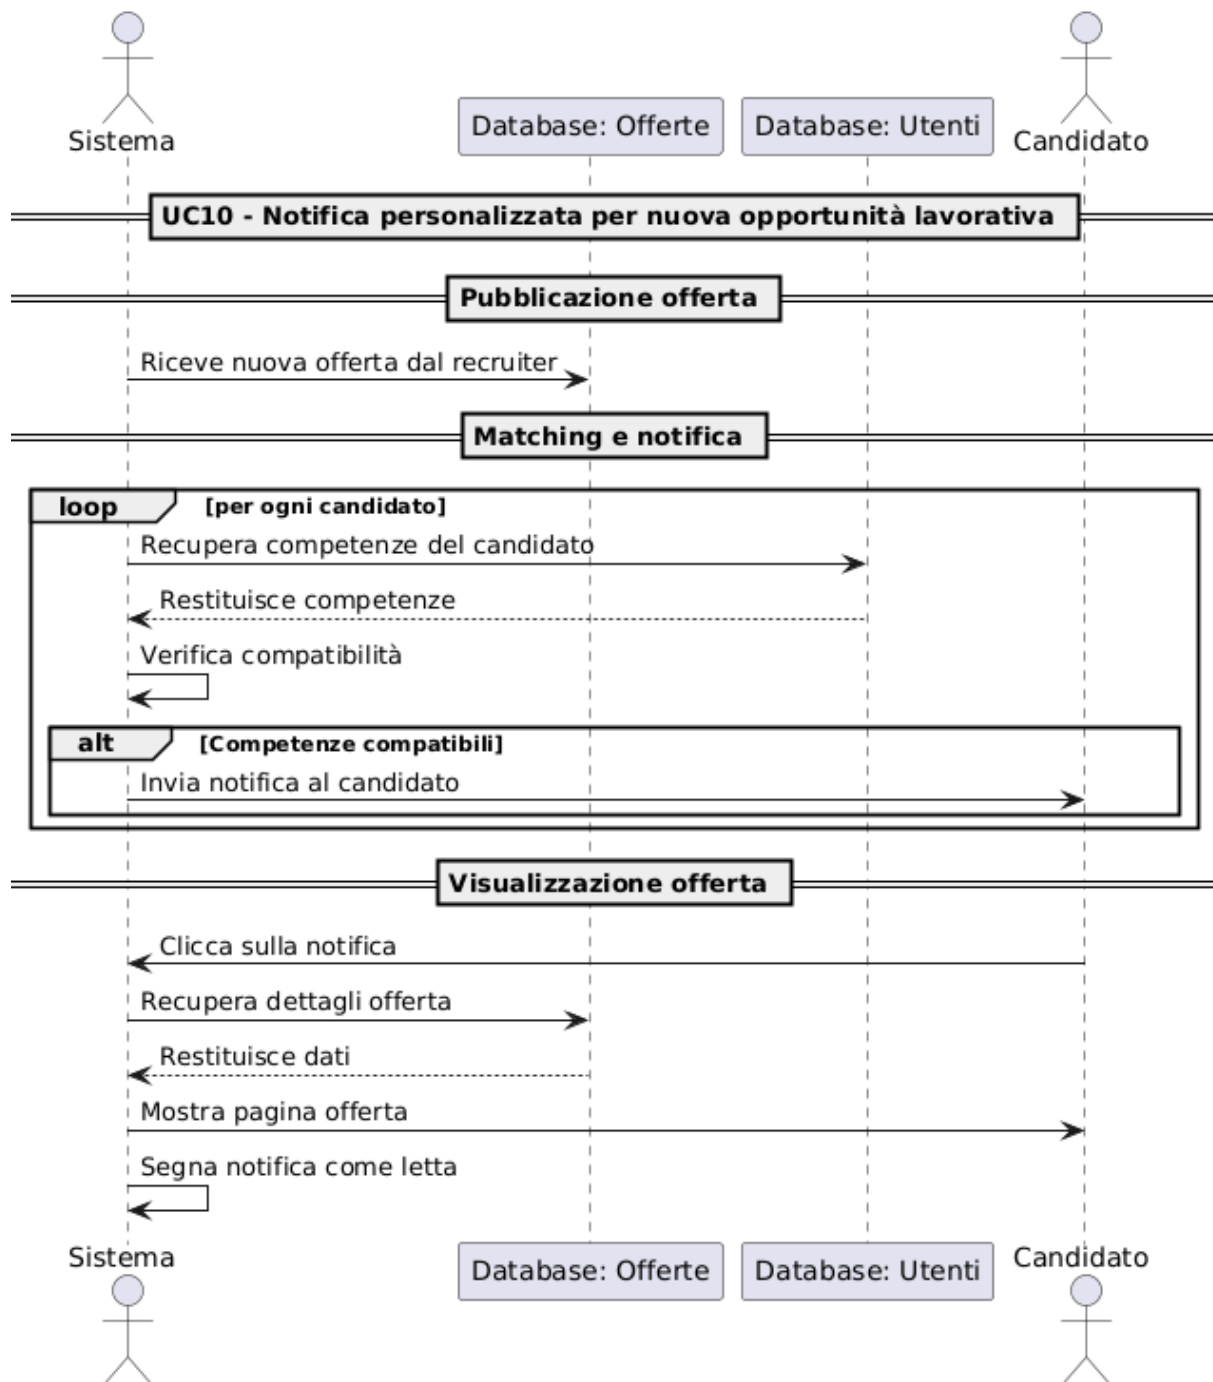 Sistema
Database: Offerte
Database: Utenti
Candidato
UC10 - Notifica personalizzata per nuova opportunità lavorativa
Pubblicazione offerta
Riceve nuova offerta dal recruiter
Matching e notifica
loop [per ogni candidato]
Recupera competenze del candidato
Restituisce competenze
Verifica compatibilità
alt [Competenze compatibili]
Invia notifica al candidato
Visualizzazione offerta
Clicca sulla notifica
Recupera dettagli offerta
Restituisce dati
Mostra pagina offerta
Segna notifica come letta
Sistema
Database: Offerte
Database: Utenti
Candidato